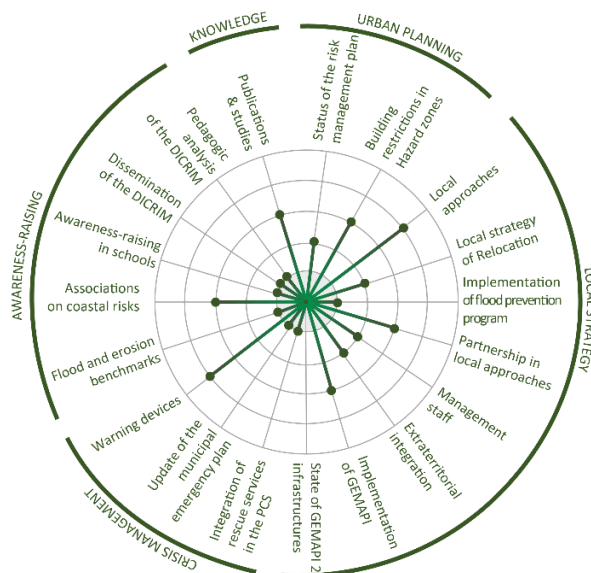 KNOWLEDGE
URBAN PLANNING
LOCAL STRATEGY
CRISIS MANAGEMENT
AWARENESS-RAISING
Publications
& studies
Status of the risk
management plan
Building
restrictions in
Hazard zones
Local
approaches
Local strategy
of Relocation
Implementation
of flood prevention
program
Partnership in
local approaches
Management
staff
Extraterritorial
integration
Implementation
of GEMAPI
State of GEMAPI 2
infrastructures
Integration of
rescue services
in the PCS
Update of the
municipal
emergency plan
Warning devices
Flood and erosion
benchmarks
Associations
on coastal risks
Awareness-raising
in schools
Dissemination
of the DICRIM
Pedagogic
analysis
of the DICRIM